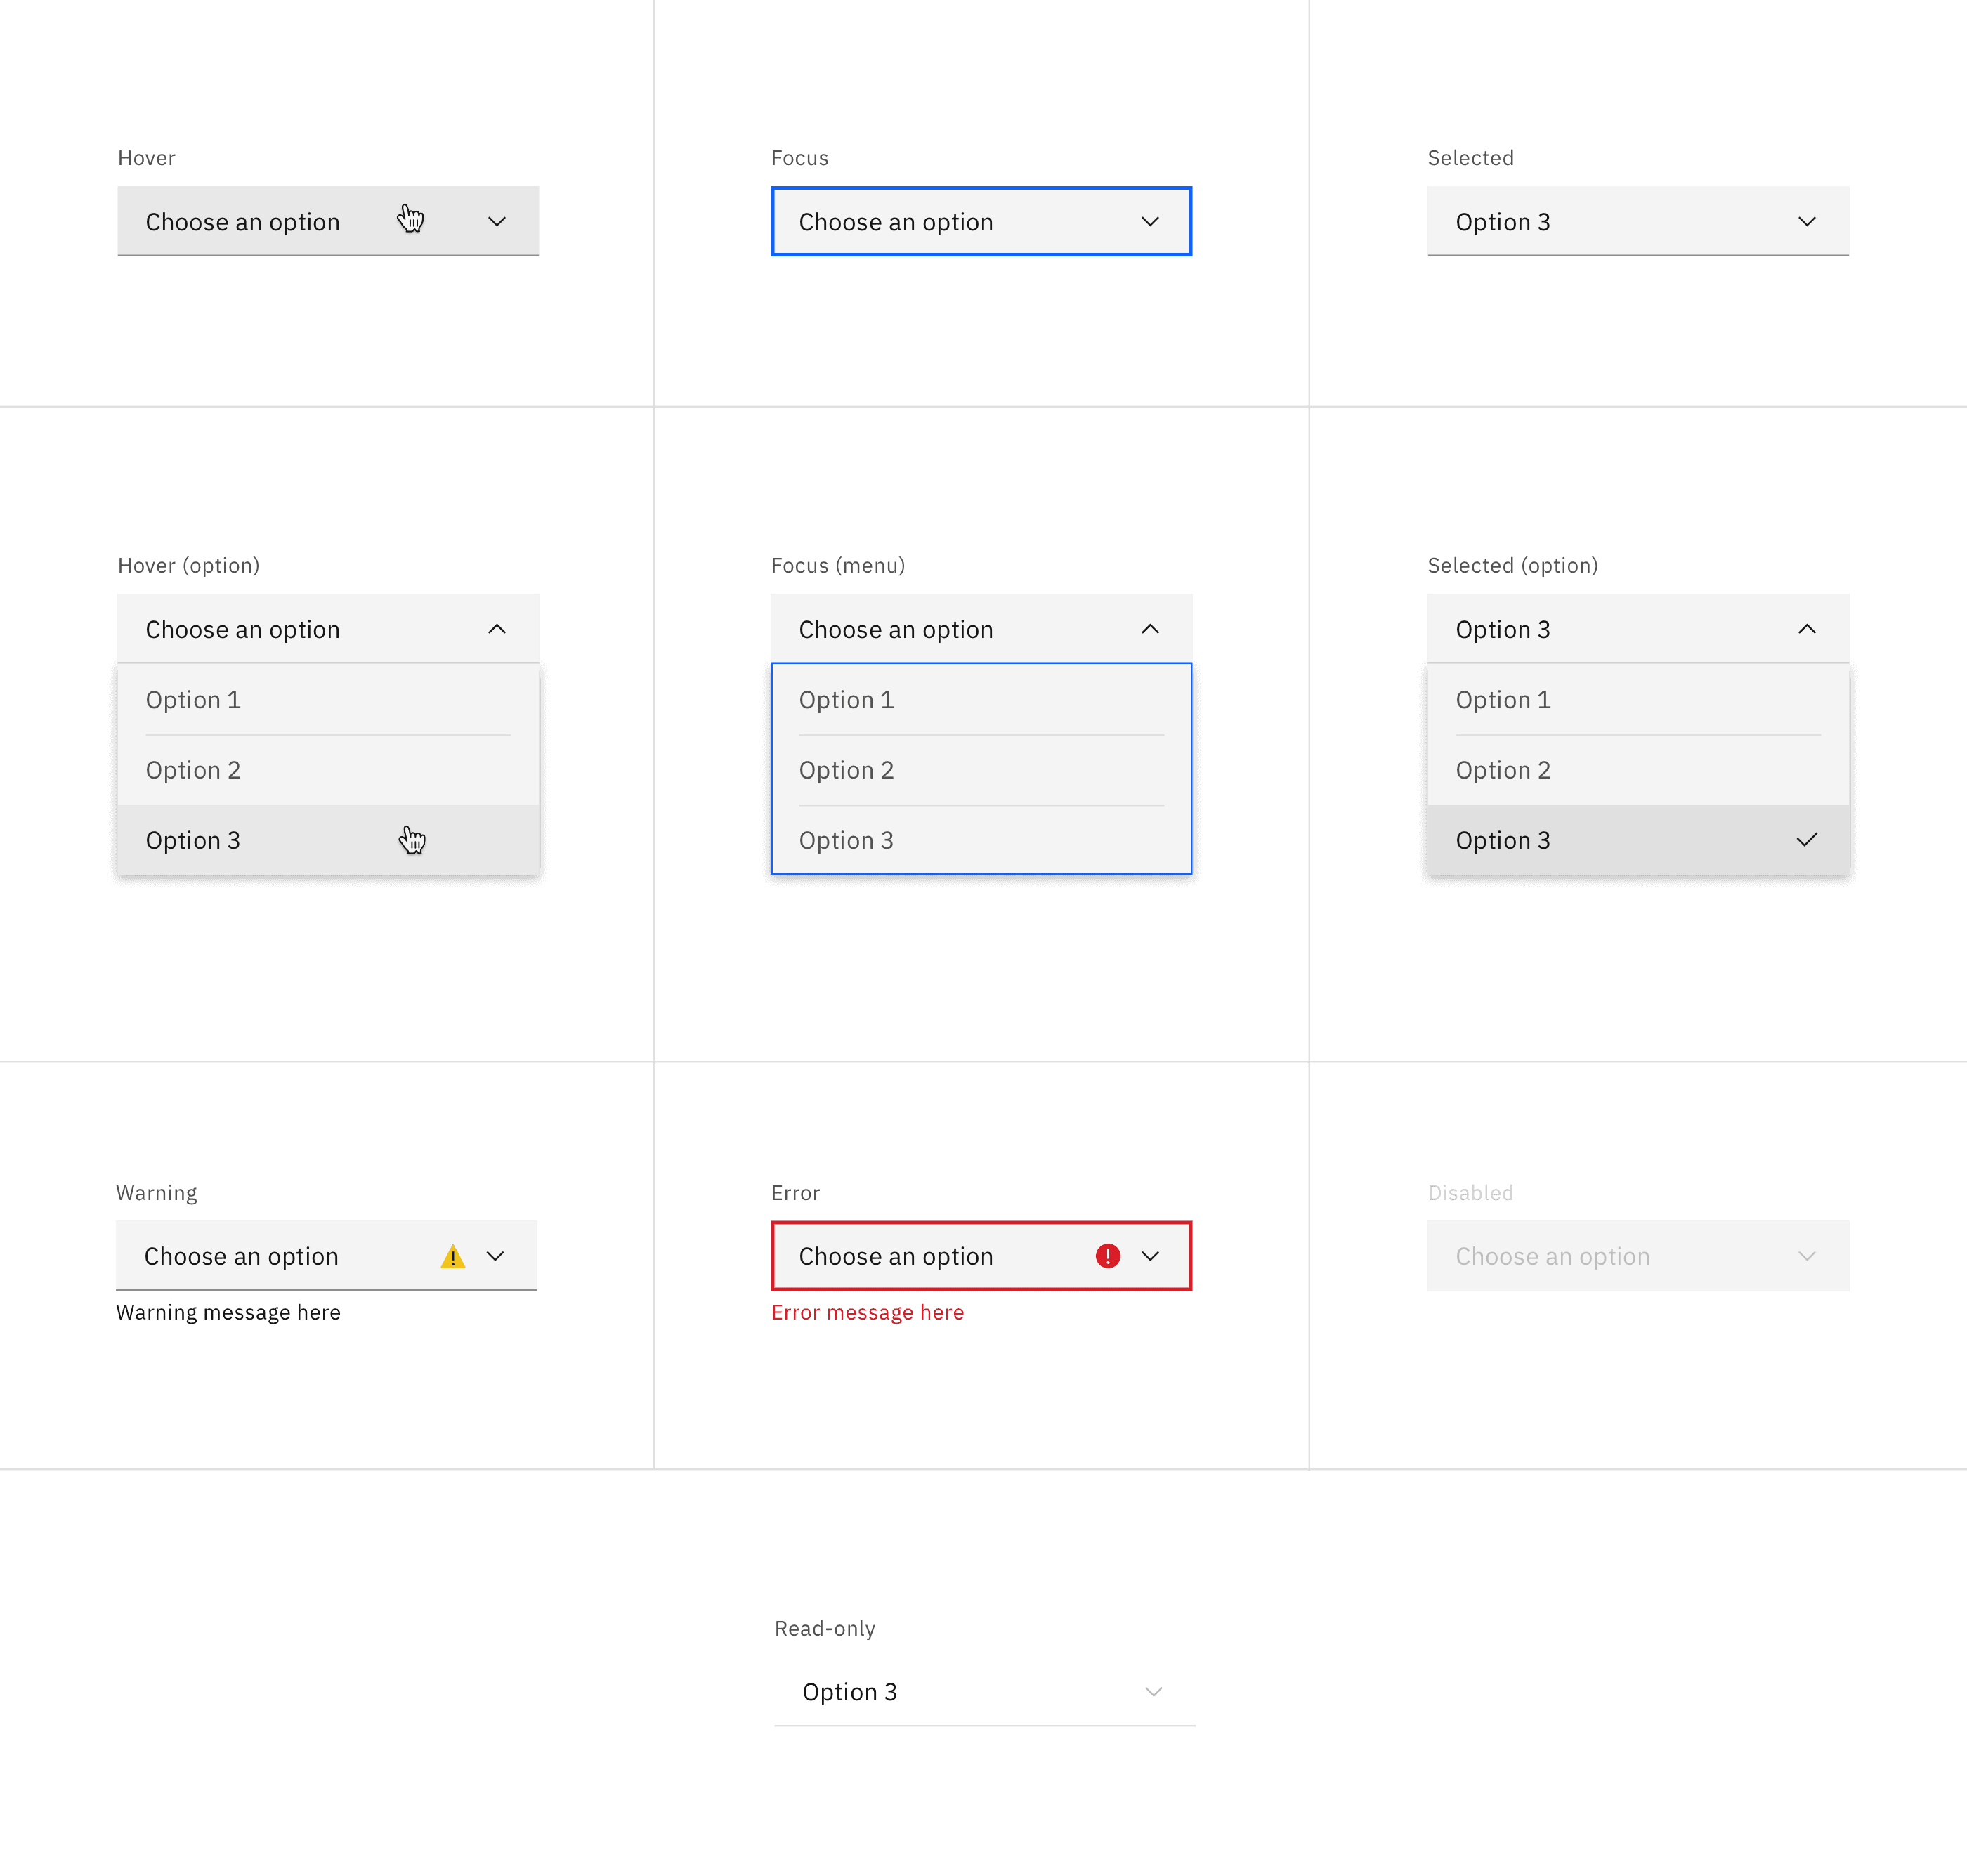 Hover
Choose an option
Focus
Choose an option
Selected
Option 3
Hover (option)
Choose an option
Option 1
Option 2
Option 3
Focus (menu)
Choose an option
Option 1
Option 2
Option 3
Selected (option)
Option 3
Option 1
Option 2
Option 3
Warning
Choose an option
Warning message here
Error
Choose an option
Error message here
Disabled
Choose an option
Read-only
Option 3